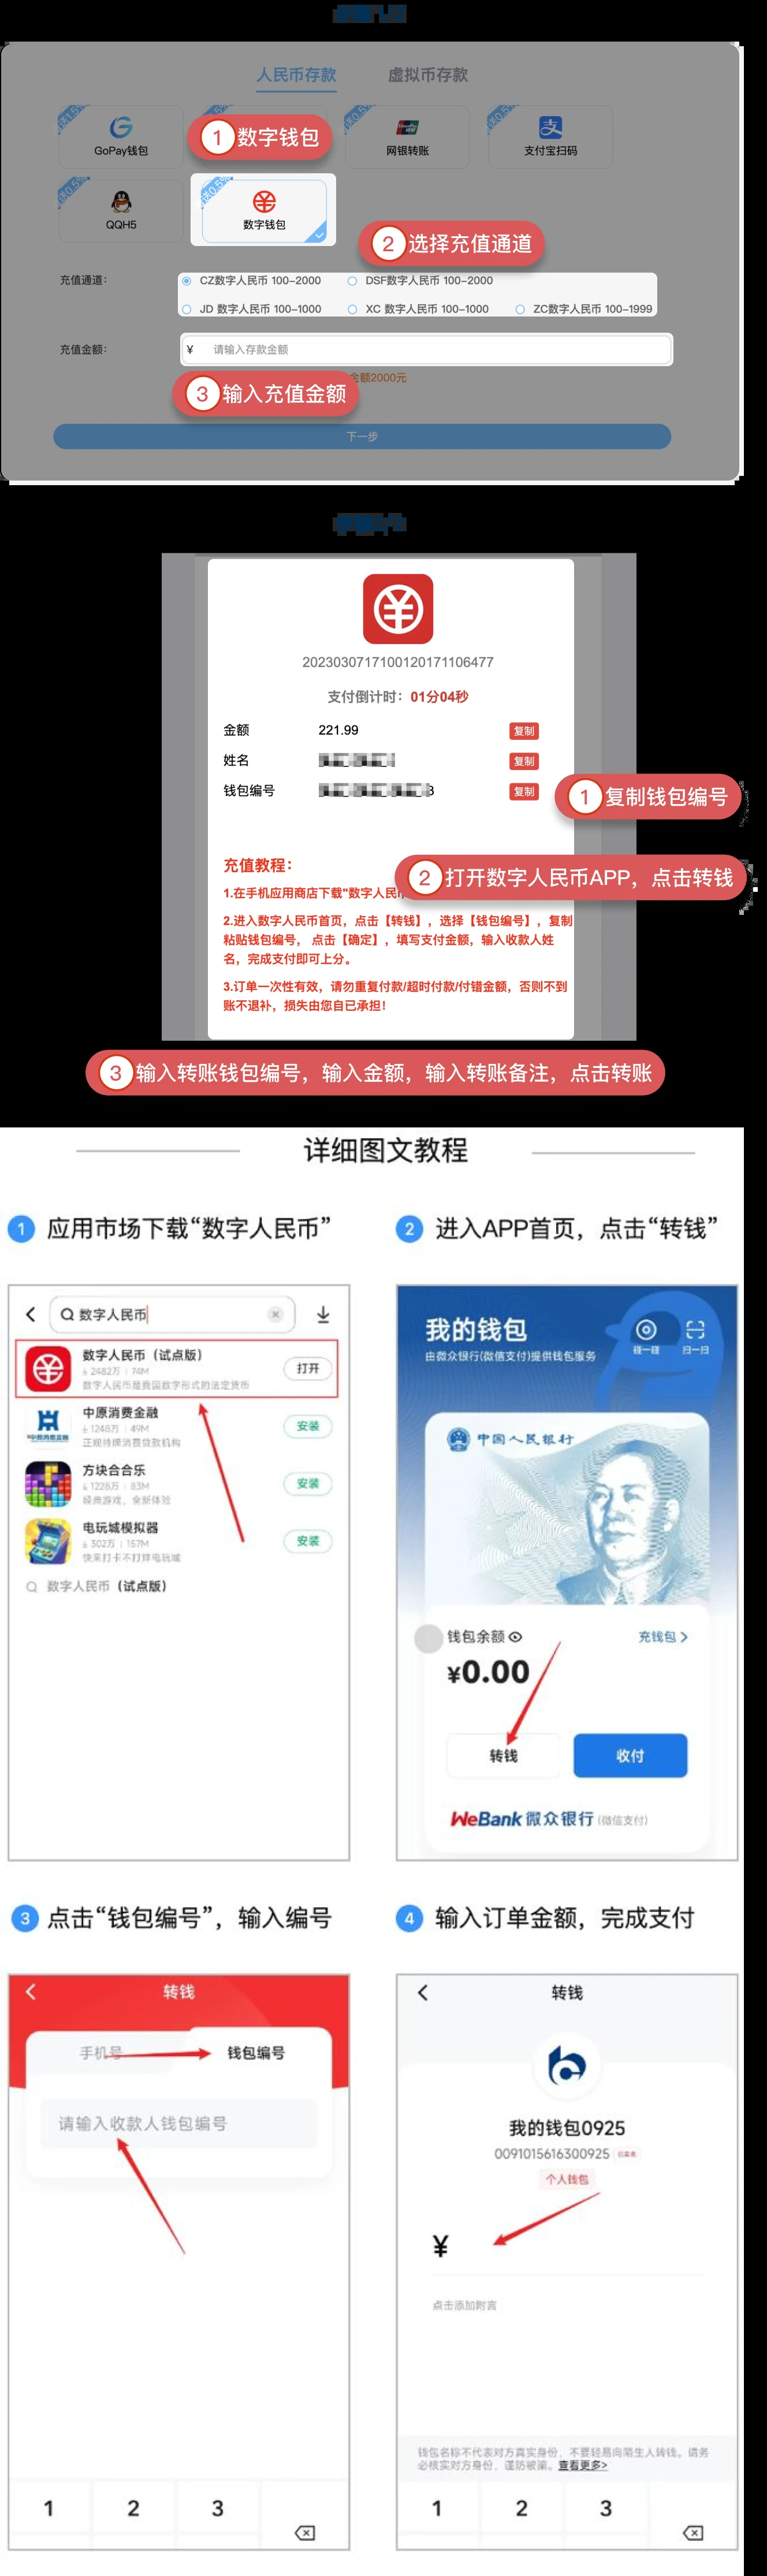 人民币存款
虚拟币存款
GoPay钱包
① 数字钱包
网银转账
支付宝扫码
QQH5
数字钱包
② 选择充值通道
充值通道：
CZ数字人民币 100-2000
DSF数字人民币 100-2000
JD 数字人民币 100-1000
XC 数字人民币 100-1000
ZC数字人民币 100-1999
充值金额：
¥ 请输入存款金额
金额2000元
③ 输入充值金额
下一步
2023030717100120171106477
支付倒计时：01分04秒
金额 221.99 复制
姓名 复制
钱包编号 3 复制
① 复制钱包编号
充值教程：
② 打开数字人民币APP，点击转钱
1.在手机应用商店下载"数字人民币
2.进入数字人民币首页，点击【转钱】，选择【钱包编号】，复制
粘贴钱包编号， 点击【确定】，填写支付金额，输入收款人姓
名，完成支付即可上分。
3.订单一次性有效，请勿重复付款/超时付款/付错金额，否则不到
账不退补，损失由您自已承担！
③ 输入转账钱包编号，输入金额，输入转账备注，点击转账
详细图文教程
1 应用市场下载“数字人民币”
数字人民币
数字人民币（试点版）
2482万 | 74M
数字人民币是我国数字形式的法定货币
打开
中原消费金融
1248万 | 49M
正规持牌消费贷款机构
安装
方块合合乐
1228万 | 83M
经典游戏，全新体验
安装
电玩城模拟器
302万 | 157M
快来打卡不打烊电玩城
安装
数字人民币（试点版）
2 进入APP首页，点击“转钱”
我的钱包
由微众银行(微信支付)提供钱包服务
碰一碰
扫一扫
中国人民银行
钱包余额
充钱包 >
¥0.00
转钱
收付
WeBank 微众银行 (微信支付)
3 点击“钱包编号”，输入编号
转钱
手机号
钱包编号
请输入收款人钱包编号
1 2 3
4 输入订单金额，完成支付
转钱
我的钱包0925
0091015616300925
个人钱包
¥
点击添加附言
钱包名称不代表对方真实身份，不要轻易向陌生人转钱。请务
必核实对方身份，谨防被骗。查看更多>
1 2 3